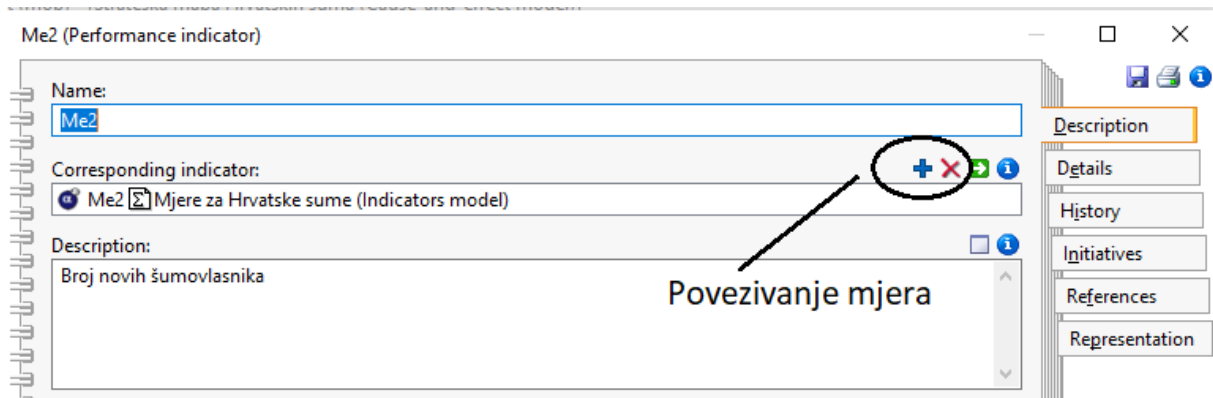 Me2 (Performance indicator)
Name:
Me2
Description
Corresponding indicator:
Details
Me2 Mjere za Hrvatske sume (Indicators model)
History
Description:
Initiatives
Broj novih šumovlasnika
Povezivanje mjera
References
Representation